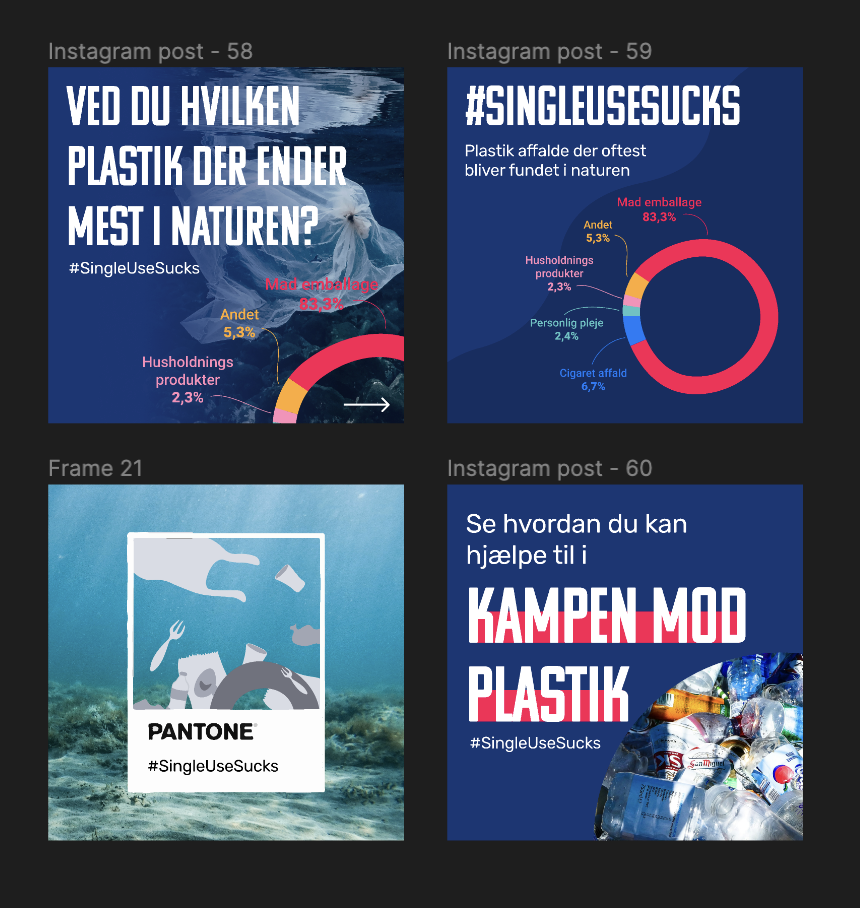 Instagram post - 58
VED DU HVILKEN
PLASTIK DER ENDER
MEST I NATUREN?
#SingleUseSucks
Mad emballage
83,3%
Andet
5,3%
Husholdnings
produkter
2,3%
Instagram post - 59
#SINGLEUSESUCKS
Plastik affalde der oftest
bliver fundet i naturen
Mad emballage
83,3%
Andet
5,3%
Husholdnings
produkter
2,3%
Personlig pleje
2,4%
Cigaret affald
6,7%
Frame 21
PANTONE®
#SingleUseSucks
Instagram post - 60
Se hvordan du kan
hjælpe til i
KAMPEN MOD
PLASTIK
#SingleUseSucks